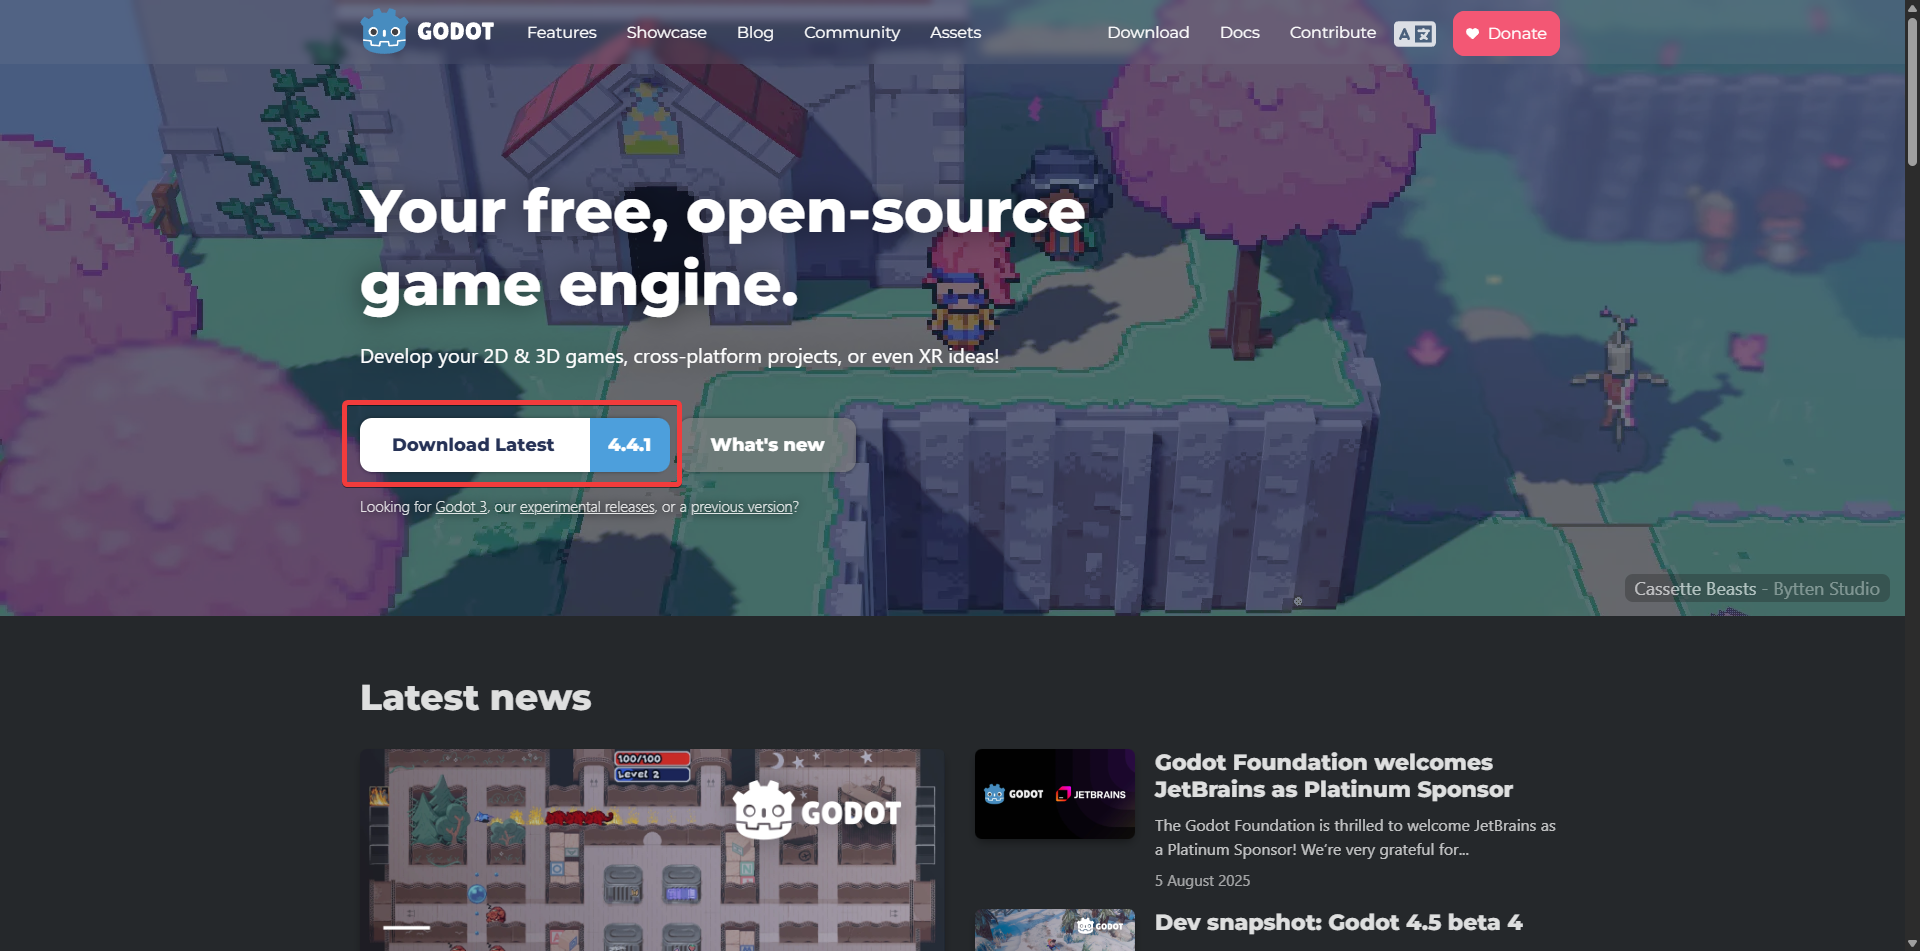 GODOT
Features
Showcase
Blog
Community
Assets
Download
Docs
Contribute
A
Donate
Your free, open-source
game engine.
Develop your 2D & 3D games, cross-platform projects, or even XR ideas!
Download Latest
4.4.1
What's new
Looking for Godot 3, our experimental releases, or a previous version?
Cassette Beasts - Bytten Studio
Latest news
100/100
Level 2
GODOT
GODOT
JETBRAINS
Godot Foundation welcomes
JetBrains as Platinum Sponsor
The Godot Foundation is thrilled to welcome JetBrains as
a Platinum Sponsor! We’re very grateful for...
5 August 2025
GODOT
Dev snapshot: Godot 4.5 beta 4